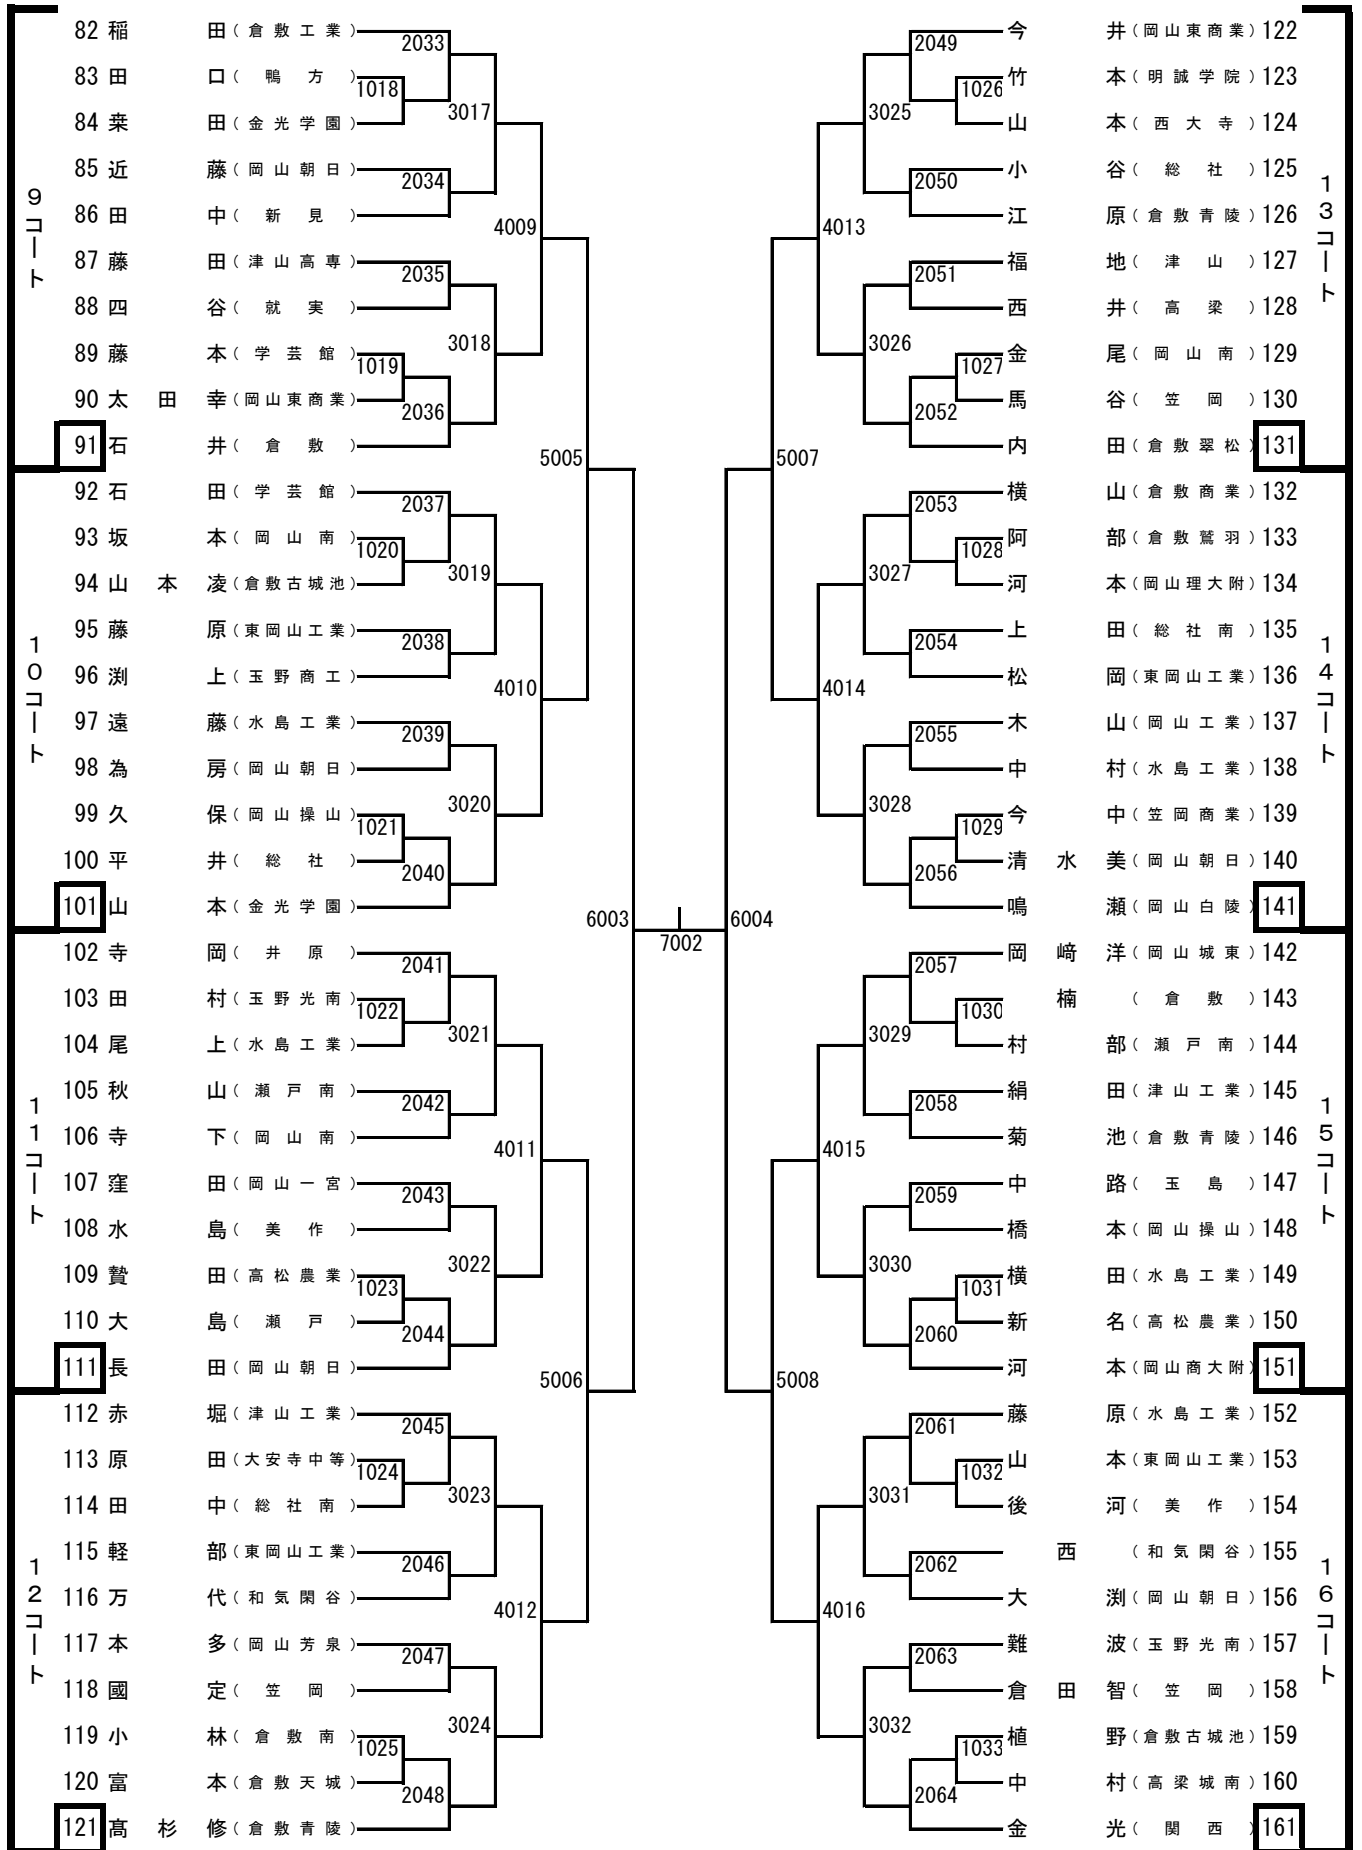 82 稲田(倉敷工業) 2033 2049 今井(岡山東商業)122
83 田口(鴨方) 1018 1026 竹本(明誠学院)123
3017 3025
84 桒田(金光学園) 山本(西大寺)124
85 近藤(岡山朝日) 2034 2050 小谷(総社)125
86 田中(新見) 江原(倉敷青陵)126
4009 4013
87 藤田(津山高専) 2035 2051 福地(津山)127
88 四谷(就実) 西井(高梁)128
3018 3026
89 藤本(学芸館) 1019 1027 金尾(岡山南)129
90 太田幸(岡山東商業) 2036 2052 馬谷(笠岡)130
91 石井(倉敷) 内田(倉敷翠松)131
9コート 13コート
5005 5007
92 石田(学芸館) 2037 2053 横山(倉敷商業)132
93 坂本(岡山南) 1020 1028 阿部(倉敷鷲羽)133
3019 3027
94 山本凌(倉敷古城池) 河本(岡山理大附)134
95 藤原(東岡山工業) 2038 2054 上田(総社南)135
96 渕上(玉野商工) 松岡(東岡山工業)136
4010 4014
97 遠藤(水島工業) 2039 2055 木山(岡山工業)137
98 為房(岡山朝日) 中村(水島工業)138
3020 3028
99 久保(岡山操山) 1021 1029 今中(笠岡商業)139
100 平井(総社) 2040 2056 清水美(岡山朝日)140
101 山本(金光学園) 鳴瀬(岡山白陵)141
10コート 14コート
6003 7002 6004
102 寺岡(井原) 2041 2057 岡﨑洋(岡山城東)142
103 田村(玉野光南) 1022 1030 楠(倉敷)143
3021 3029
104 尾上(水島工業) 村部(瀬戸南)144
105 秋山(瀬戸南) 2042 2058 絹田(津山工業)145
106 寺下(岡山南) 菊池(倉敷青陵)146
4011 4015
107 窪田(岡山一宮) 2043 2059 中路(玉島)147
108 水島(美作) 橋本(岡山操山)148
3022 3030
109 贄田(高松農業) 1023 1031 横田(水島工業)149
110 大島(瀬戸) 2044 2060 新名(高松農業)150
111 長田(岡山朝日) 河本(岡山商大附)151
11コート 15コート
5006 5008
112 赤堀(津山工業) 2045 2061 藤原(水島工業)152
113 原田(大安寺中等) 1024 1032 山本(東岡山工業)153
3023 3031
114 田中(総社南) 後河(美作)154
115 軽部(東岡山工業) 2046 2062 西(和気閑谷)155
116 万代(和気閑谷) 大渕(岡山朝日)156
4012 4016
117 本多(岡山芳泉) 2047 2063 難波(玉野光南)157
118 國定(笠岡) 倉田智(笠岡)158
3024 3032
119 小林(倉敷南) 1025 1033 植野(倉敷古城池)159
120 富本(倉敷天城) 2048 2064 中村(高梁城南)160
121 髙杉修(倉敷青陵) 金光(関西)161
12コート 16コート